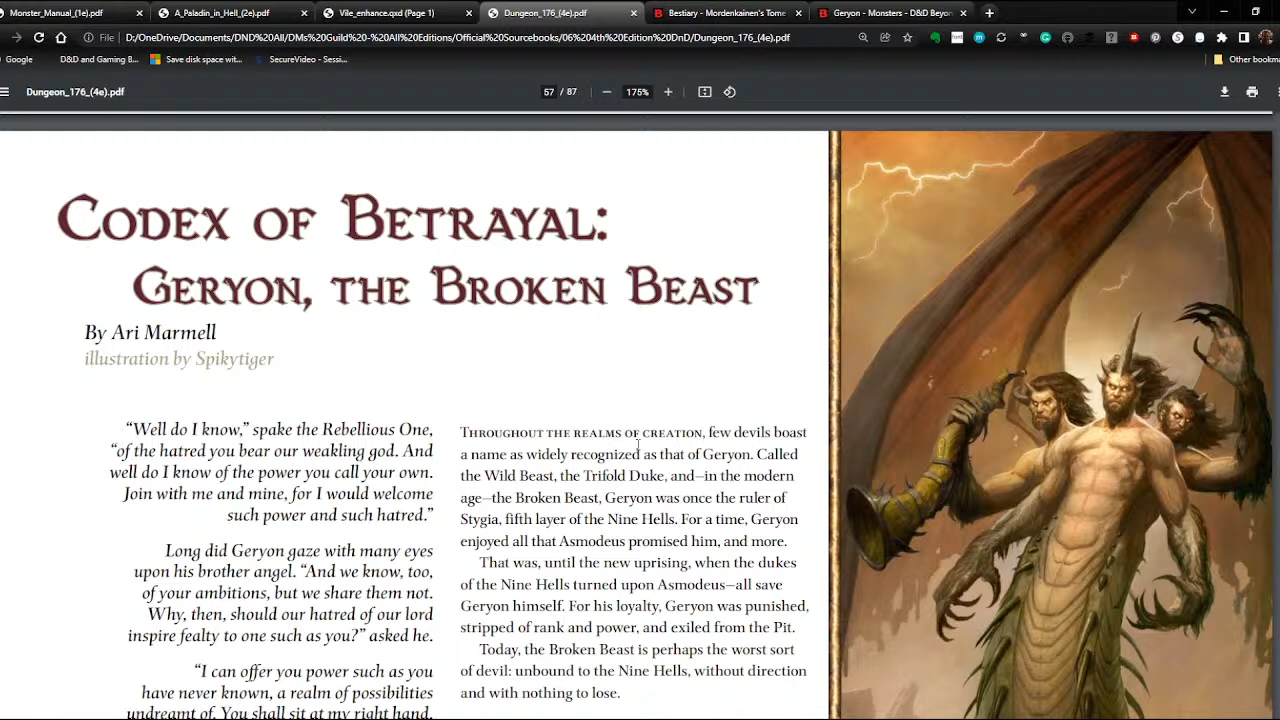 Monster_Manual_(1e).pdf
A_Paladin_in_Hell_(2e).pdf
Vile_enhance.qxd (Page 1)
Dungeon_176_(4e).pdf
Bestiary - Mordenkainen's Tome
Geryon - Monsters - D&D Beyon
File
D:/OneDrive/Documents/DND%20All/DMs%20Guild%20-%20All%20Editions/Official%20Sourcebooks/06%204th%20Edition%20DnD/Dungeon_176_(4e).pdf
Google
D&D and Gaming B...
Save disk space wit...
SecureVideo - Sessi...
Other bookma
Dungeon_176_(4e).pdf
57 / 87
175%
Codex of Betrayal:
Geryon, the Broken Beast
By Ari Marmell
illustration by Spikytiger
“Well do I know,” spake the Rebellious One,
“of the hatred you bear our weakling god. And
well do I know of the power you call your own.
Join with me and mine, for I would welcome
such power and such hatred.”
Long did Geryon gaze with many eyes
upon his brother angel. “And we know, too,
of your ambitions, but we share them not.
Why, then, should our hatred of our lord
inspire fealty to one such as you?” asked he.
“I can offer you power such as you
have never known, a realm of possibilities
undreamt of. You shall sit at my right hand,
Throughout the realms of creation, few devils boast
a name as widely recognized as that of Geryon. Called
the Wild Beast, the Trifold Duke, and—in the modern
age—the Broken Beast, Geryon was once the ruler of
Stygia, fifth layer of the Nine Hells. For a time, Geryon
enjoyed all that Asmodeus promised him, and more.
That was, until the new uprising, when the dukes
of the Nine Hells turned upon Asmodeus—all save
Geryon himself. For his loyalty, Geryon was punished,
stripped of rank and power, and exiled from the Pit.
Today, the Broken Beast is perhaps the worst sort
of devil: unbound to the Nine Hells, without direction
and with nothing to lose.